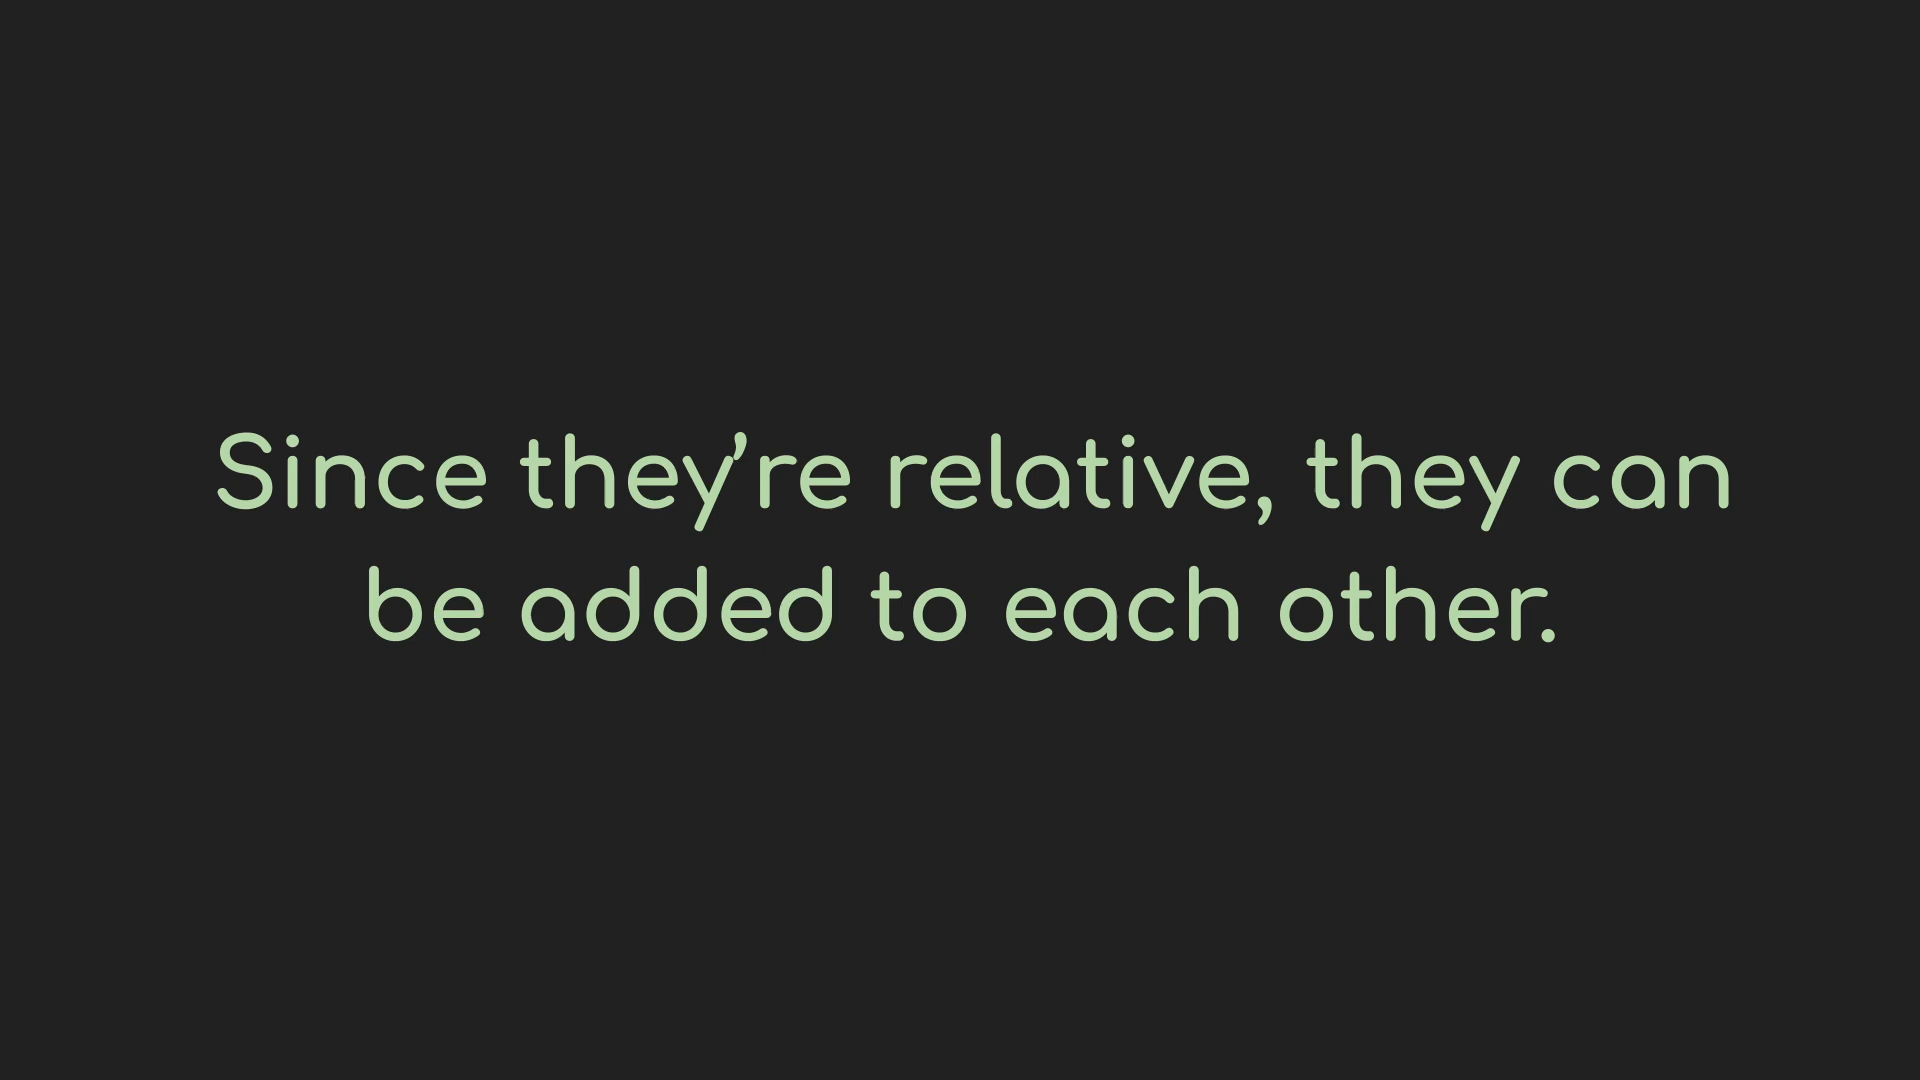 Since they’re relative, they can
be added to each other.